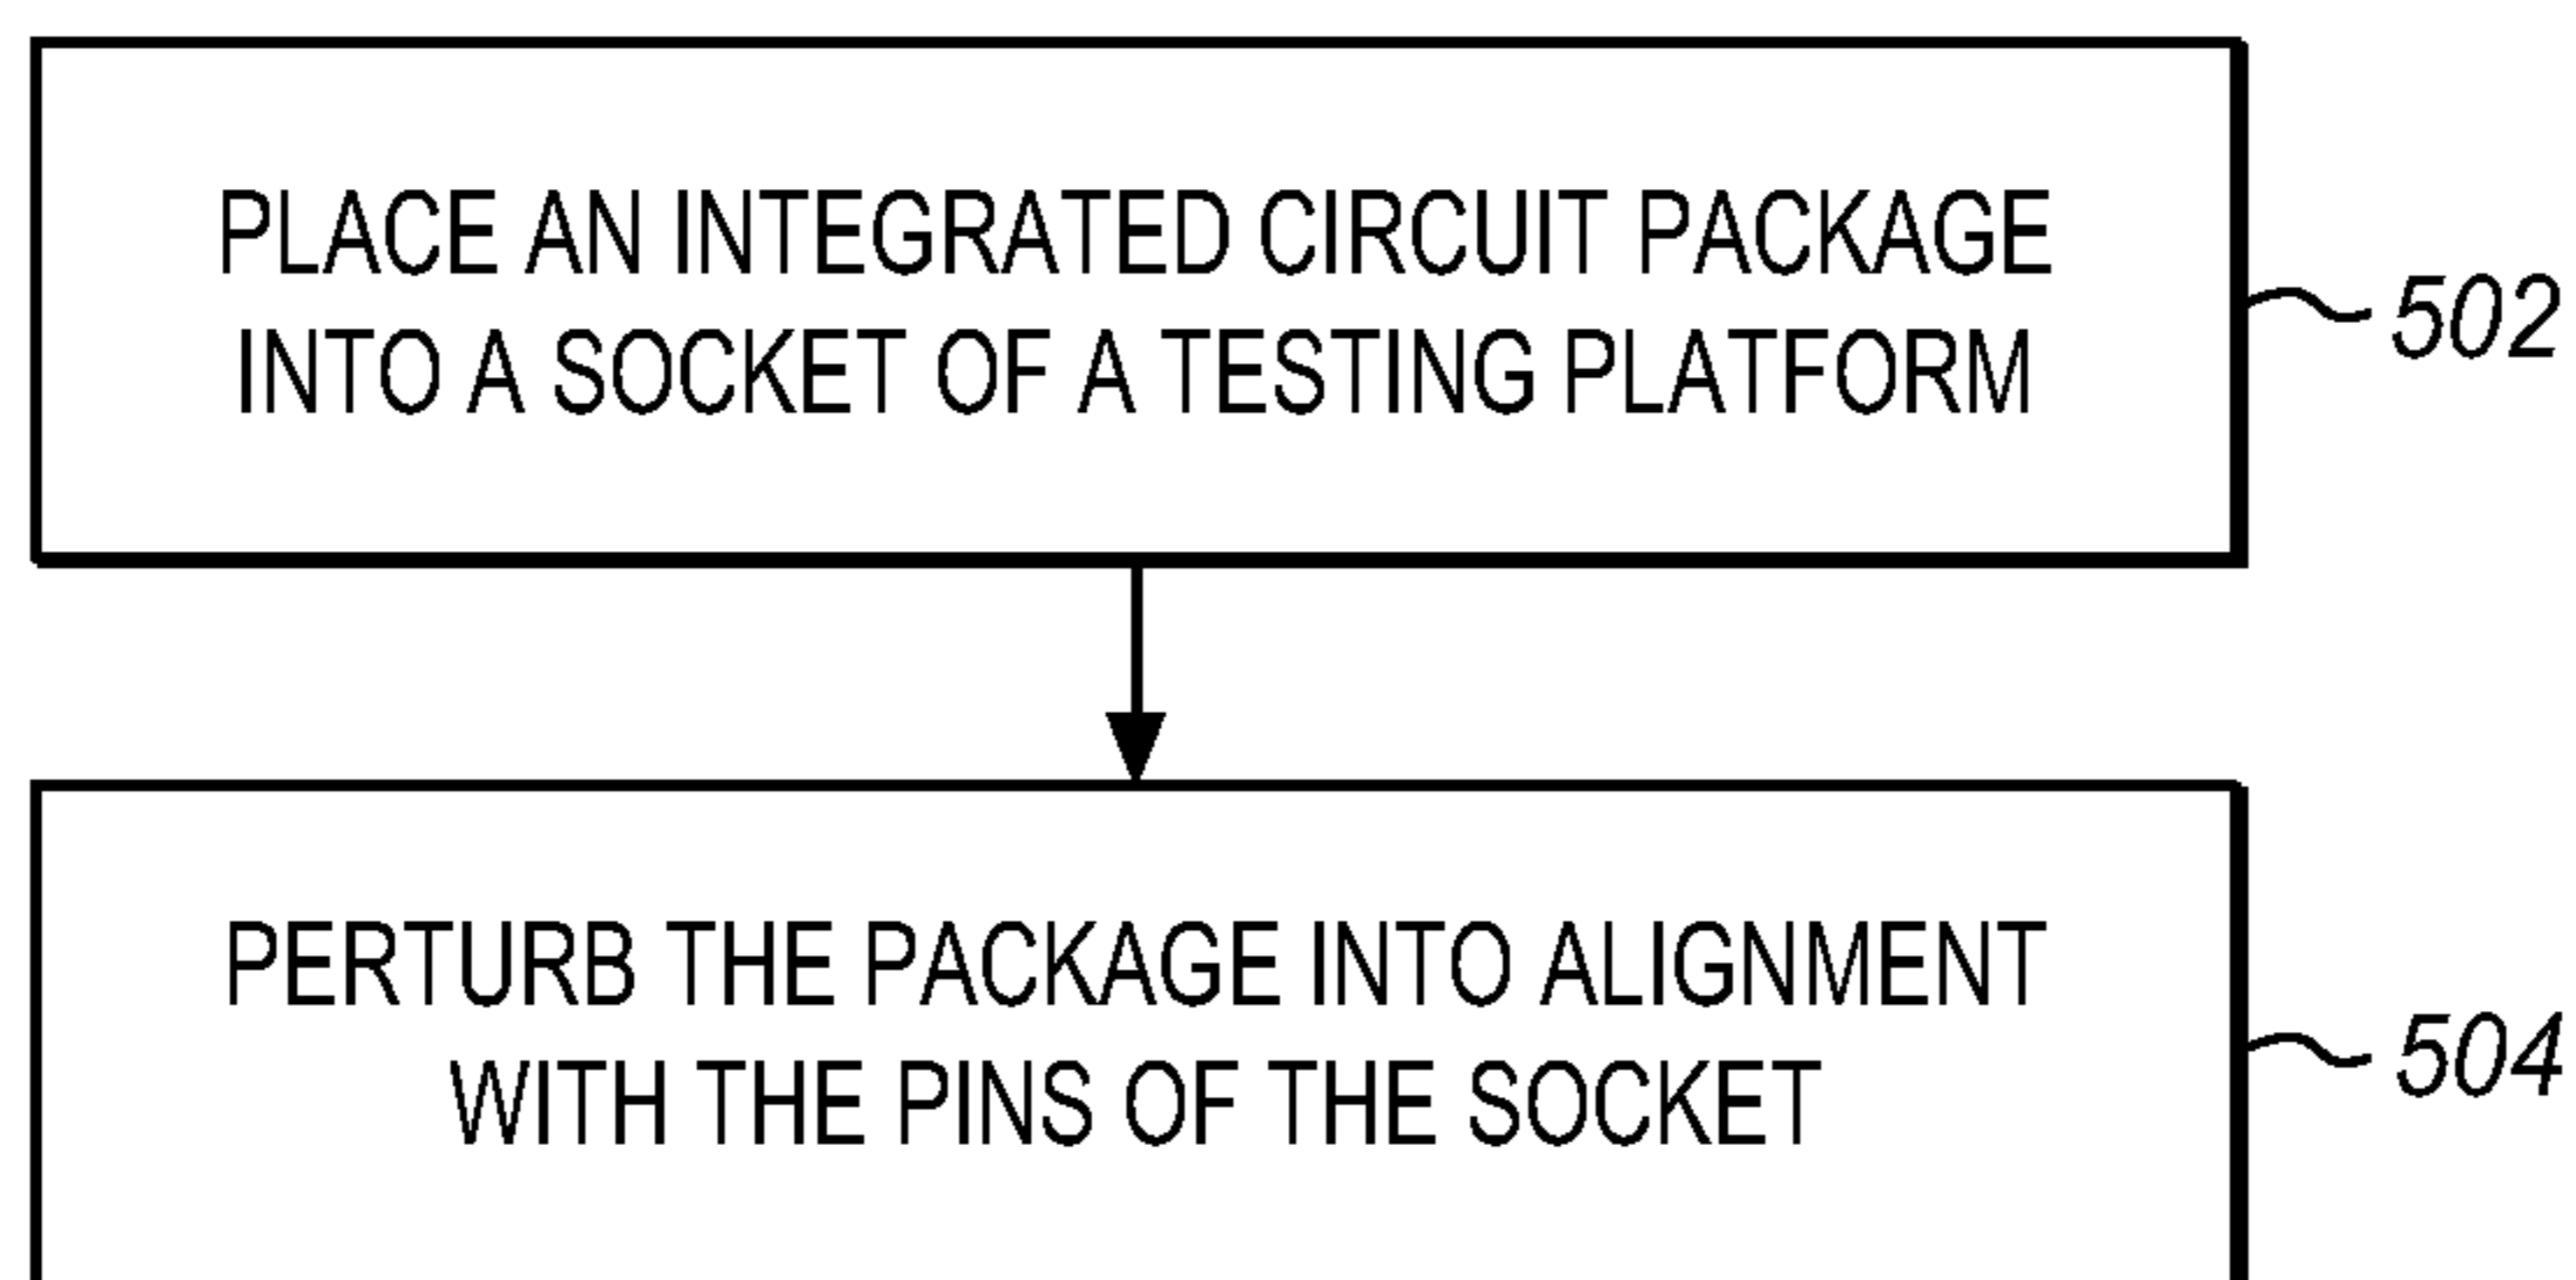 PLACE AN INTEGRATED CIRCUIT PACKAGE
INTO A SOCKET OF A TESTING PLATFORM
502
PERTURB THE PACKAGE INTO ALIGNMENT
WITH THE PINS OF THE SOCKET
504